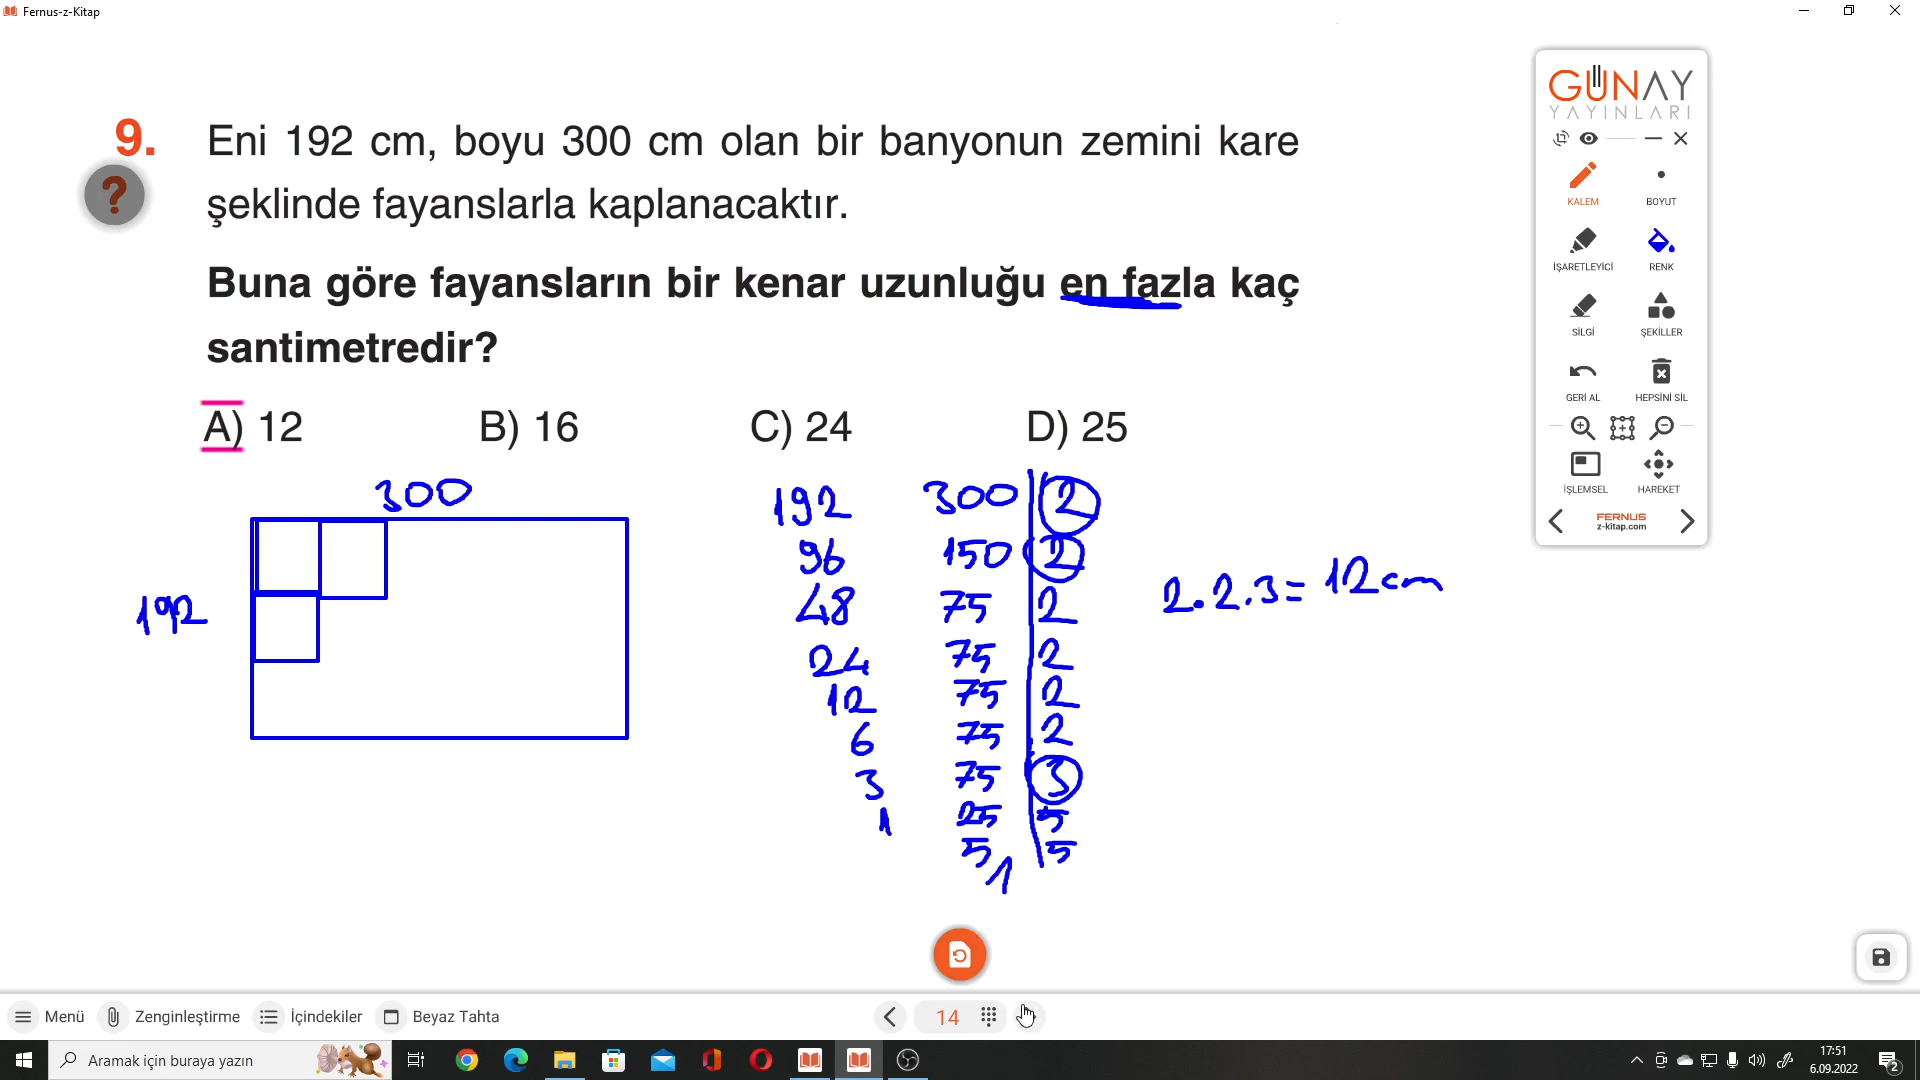 Fernus-z-Kitap
9. Eni 192 cm, boyu 300 cm olan bir banyonun zemini kare
? şeklinde fayanslarla kaplanacaktır.
Buna göre fayansların bir kenar uzunluğu en fazla kaç
santimetredir?
A) 12 B) 16 C) 24 D) 25
300
192
192 300 2
96 150 2
48 75 2
24 75 2
12 75 2
6 75 2
3 75 3
1 25 5
5 5
1
2.2.3= 12cm
GÜNAY
YAYINLARI
KALEM BOYUT
İŞARETLEYİCİ RENK
SİLGİ ŞEKİLLER
GERİ AL HEPSİNİ SİL
İŞLEMSEL HAREKET
FERNUS
z-kitap.com
Menü Zenginleştirme İçindekiler Beyaz Tahta 14
Aramak için buraya yazın
17:51
6.09.2022
2